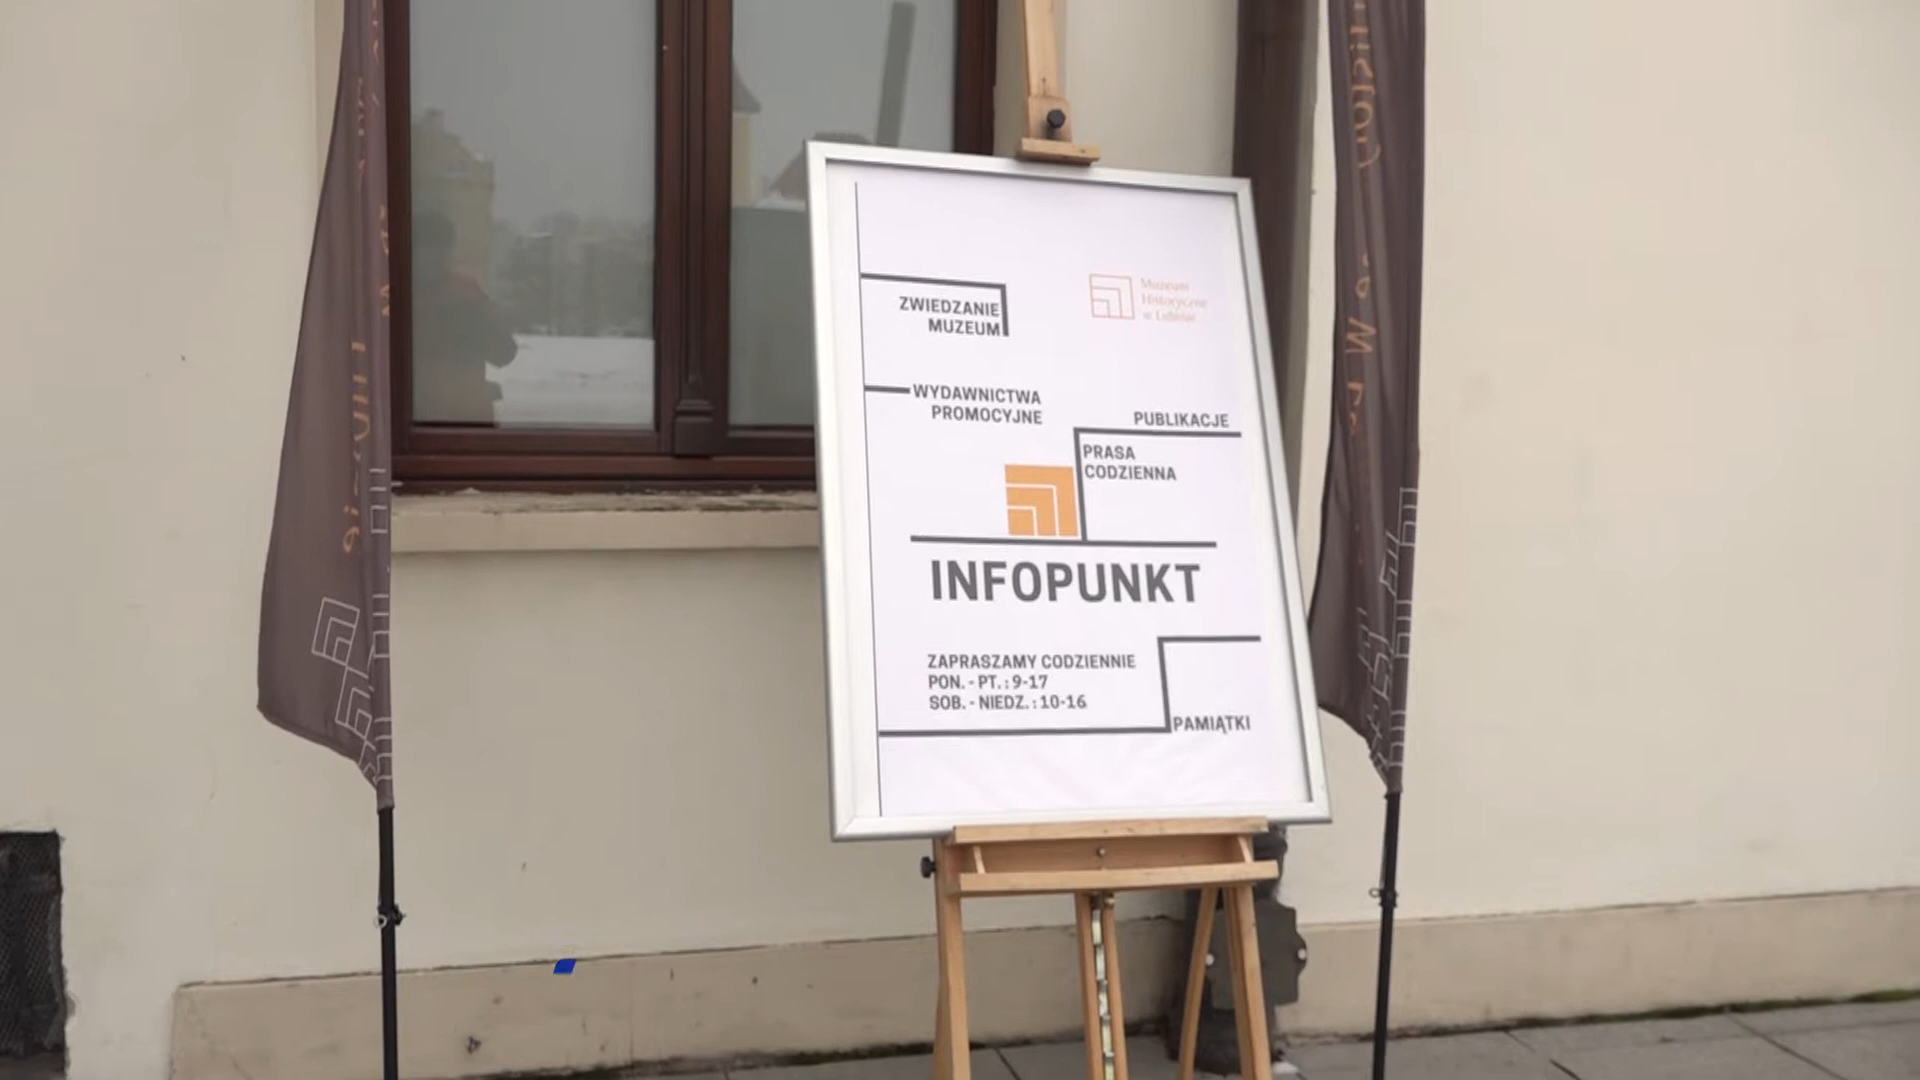 ZWIEDZANIE
MUZEUM
Muzeum
Historyczne
w Lubinie
WYDAWNICTWA
PROMOCYJNE
PUBLIKACJE
PRASA
CODZIENNA
INFOPUNKT
ZAPRASZAMY CODZIENNIE
PON. - PT. : 9-17
SOB. - NIEDZ. : 10-16
PAMIĄTKI